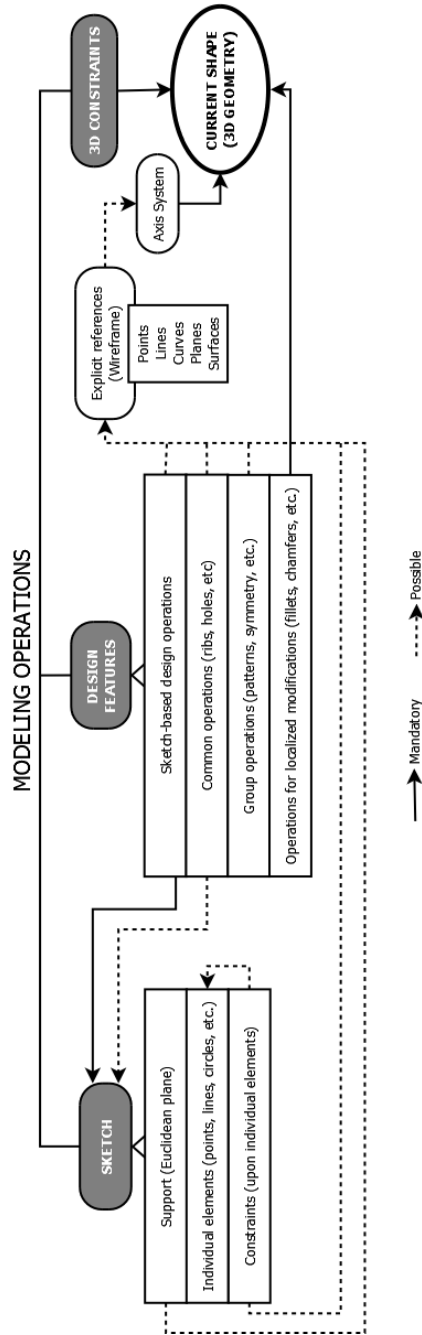 MODELING OPERATIONS
SKETCH
Support (Euclidean plane)
Individual elements (points, lines, circles, etc.)
Constraints (upon individual elements)
DESIGN
FEATURES
Sketch-based design operations
Common operations (ribs, holes, etc)
Group operations (patterns, symmetry, etc.)
Operations for localized modifications (fillets, chamfers, etc.)
Explicit references
(Wireframe)
Points
Lines
Curves
Planes
Surfaces
Axis System
3D CONSTRAINTS
CURRENT SHAPE
(3D GEOMETRY)
Mandatory
Possible